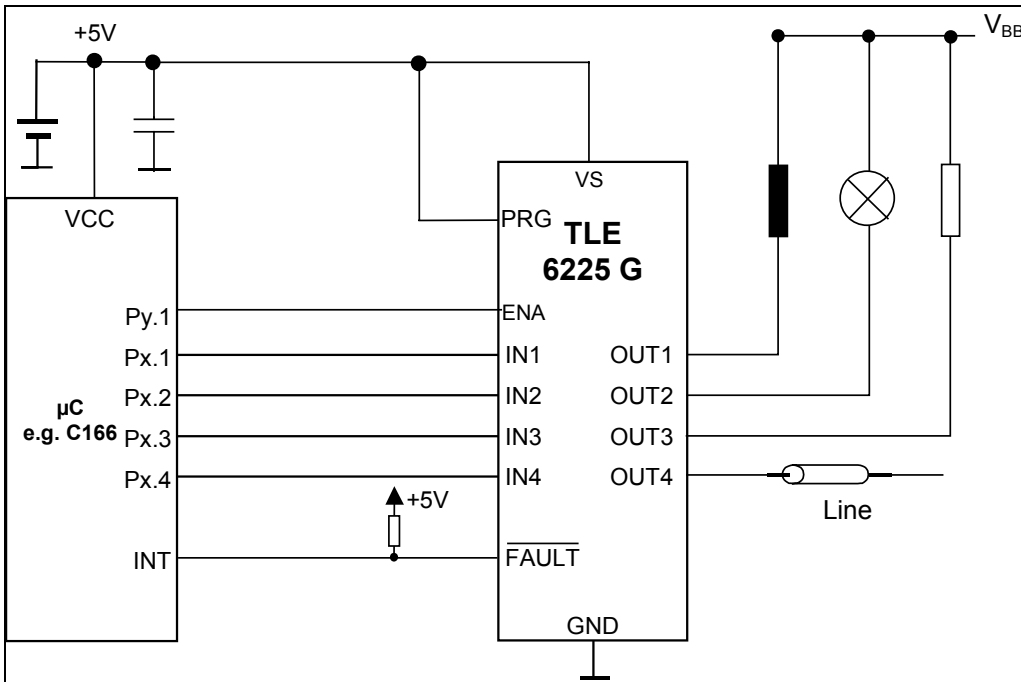 +5V
V_BB
VCC
VS
PRG
TLE
6225 G
Py.1
ENA
Px.1
IN1
OUT1
Px.2
IN2
OUT2
µC
e.g. C166
Px.3
IN3
OUT3
Px.4
IN4
OUT4
+5V
Line
INT
FAULT
GND